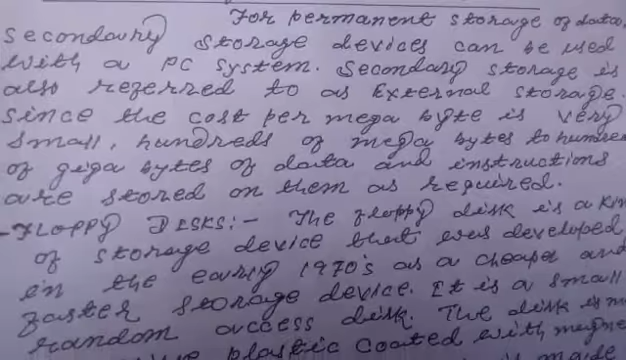 For permanent storage of data,
secondary storage devices can be used
with a PC system. Secondary storage is
also referred to as External storage.
Since the cost per mega byte is very
small, hundreds of mega bytes to hundre
of giga bytes of data and instructions
are stored on them as required.
- FLOPPY DISKS:- The floppy disk is a kin
of storage device that was developed
in the early 1970's as a cheaper and
faster storage device. It is a small
random access disk. The disk is m
plastic coated with magne
made